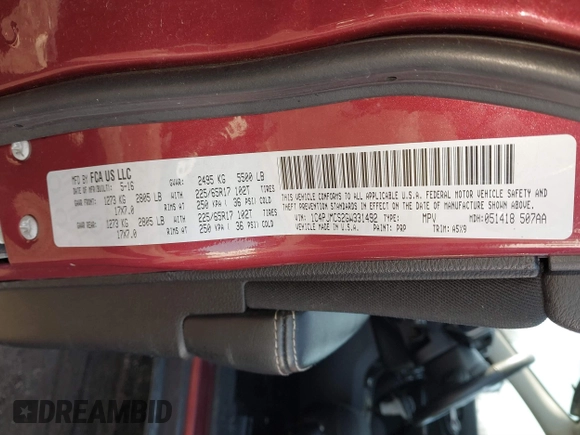 MFD BY FCA US LLC
DATE OF MFR(BUILT): 5-16 GVWR: 2495 KG 5500 LB
GAWR FRONT: 1273 KG 2805 LB WITH 225/65R17 102T TIRES
17X7.0 RIMS AT 250 KPA/ 36 PSI/ COLD
GAWR REAR: 1273 KG 2805 LB WITH 225/65R17 102T TIRES
17X7.0 RIMS AT 250 KPA/ 36 PSI/ COLD
THIS VEHICLE CONFORMS TO ALL APPLICABLE U.S.A. FEDERAL MOTOR VEHICLE SAFETY AND
THEFT PREVENTION STANDARDS IN EFFECT ON THE DATE OF MANUFACTURE SHOWN ABOVE.
VIN: 1C4PJMCS2GW331492 TYPE: MPV MDH: 051418 507AA
VEHICLE MADE IN U.S.A. PAINT: PRP TRIM: A5X9
DREAMBID